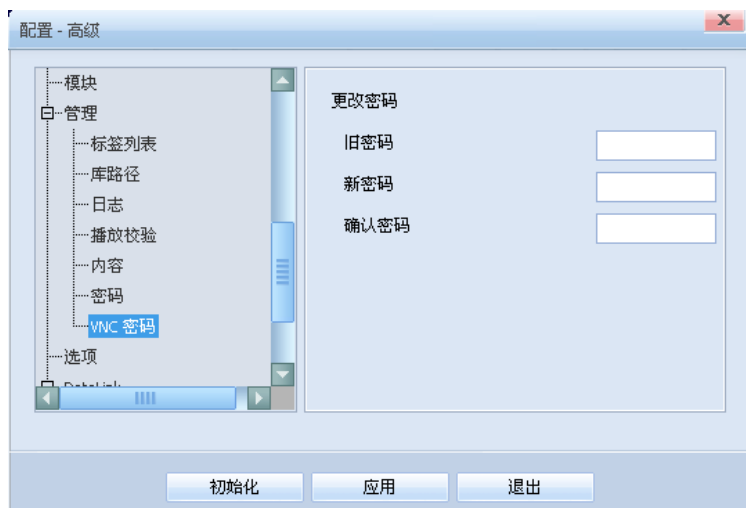 配置 - 高级
模块
管理
标签列表
库路径
日志
播放校验
内容
密码
VNC 密码
选项
DataLink
更改密码
旧密码
新密码
确认密码
初始化
应用
退出